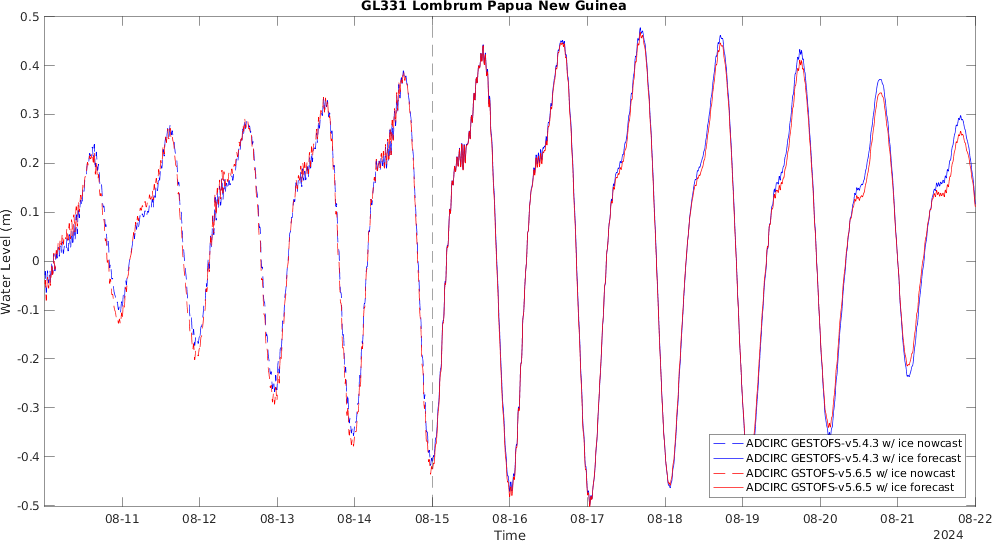 GL331 Lombrum Papua New Guinea
0.5
0.4
0.3
0.2
0.1
0
-0.1
-0.2
-0.3
-0.4
-0.5
Water Level (m)
ADCIRC GESTOFS-v5.4.3 w/ ice nowcast
ADCIRC GESTOFS-v5.4.3 w/ ice forecast
ADCIRC GSTOFS-v5.6.5 w/ ice nowcast
ADCIRC GSTOFS-v5.6.5 w/ ice forecast
08-11 08-12 08-13 08-14 08-15 08-16 08-17 08-18 08-19 08-20 08-21 08-22
Time
2024